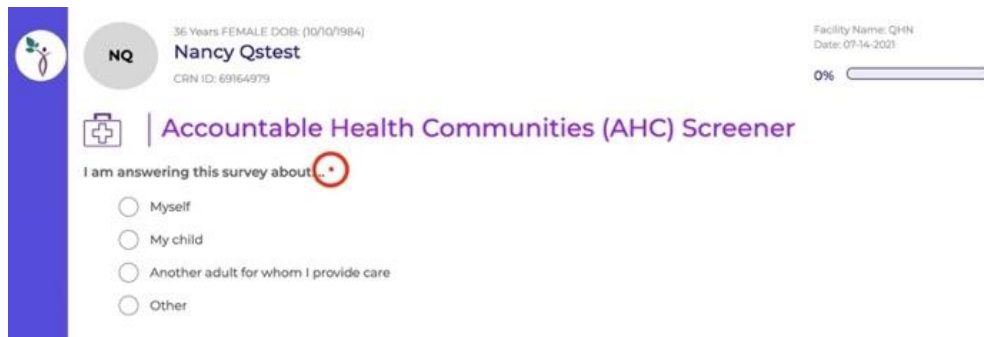 36 Years FEMALE DOB: (10/10/1984)
NQ
Nancy Qstest
CRN ID: 69164979
Facility Name: QHN
Date: 07-14-2021
0%
Accountable Health Communities (AHC) Screener
I am answering this survey about... *
Myself
My child
Another adult for whom I provide care
Other